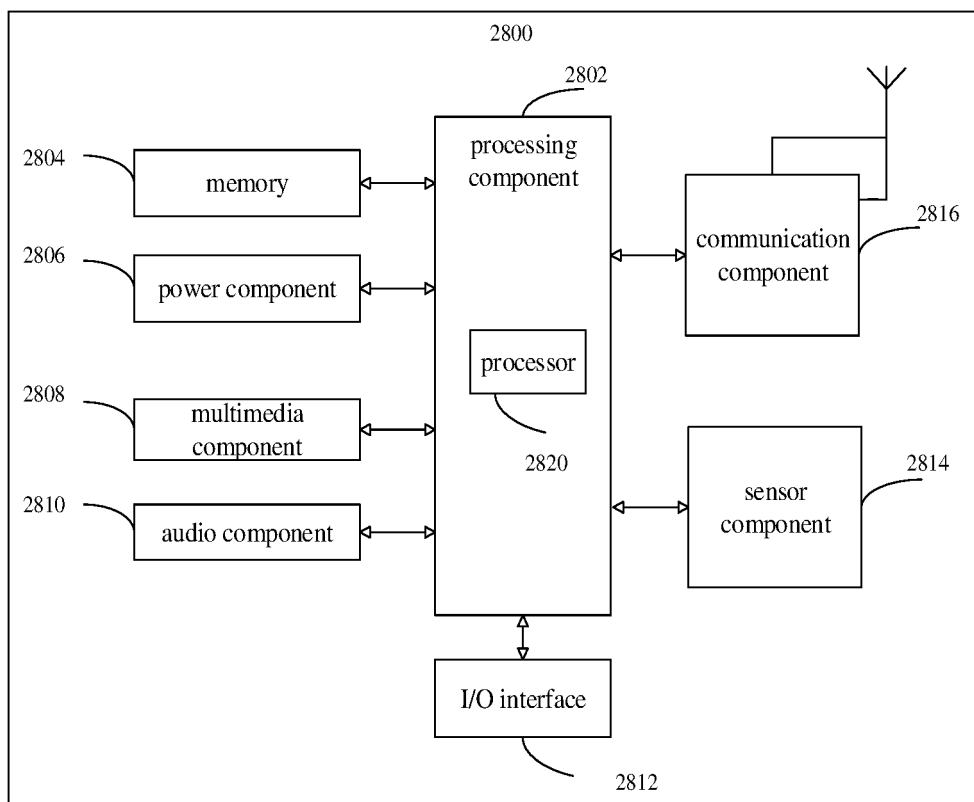 2800
2802
processing
component
2804
memory
communication
component
2816
2806
power component
processor
2820
2808
multimedia
component
2814
sensor
component
2810
audio component
I/O interface
2812